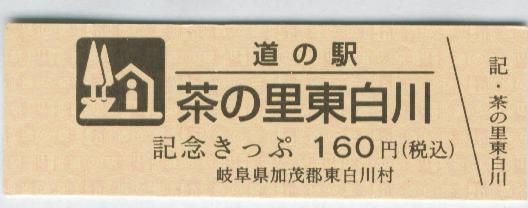 道の駅
茶の里東白川
記念きっぷ 160円(税込)
岐阜県加茂郡東白川村
記・茶の里東白川